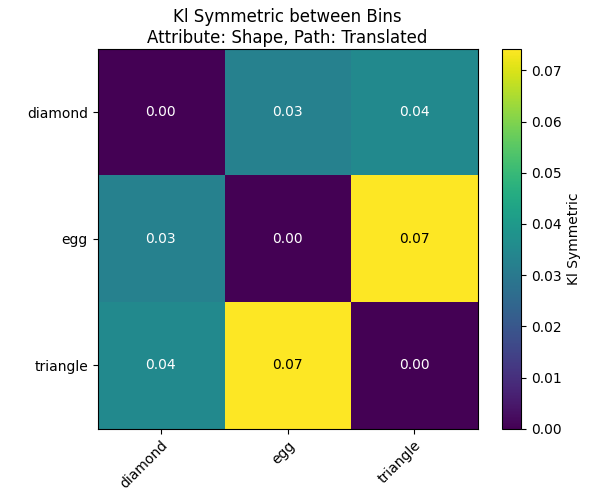 Kl Symmetric between Bins
Attribute: Shape, Path: Translated
diamond
0.00
0.03
0.04
egg
0.03
0.00
0.07
triangle
0.04
0.07
0.00
diamond
egg
triangle
0.07
0.06
0.05
0.04
0.03
0.02
0.01
0.00
Kl Symmetric